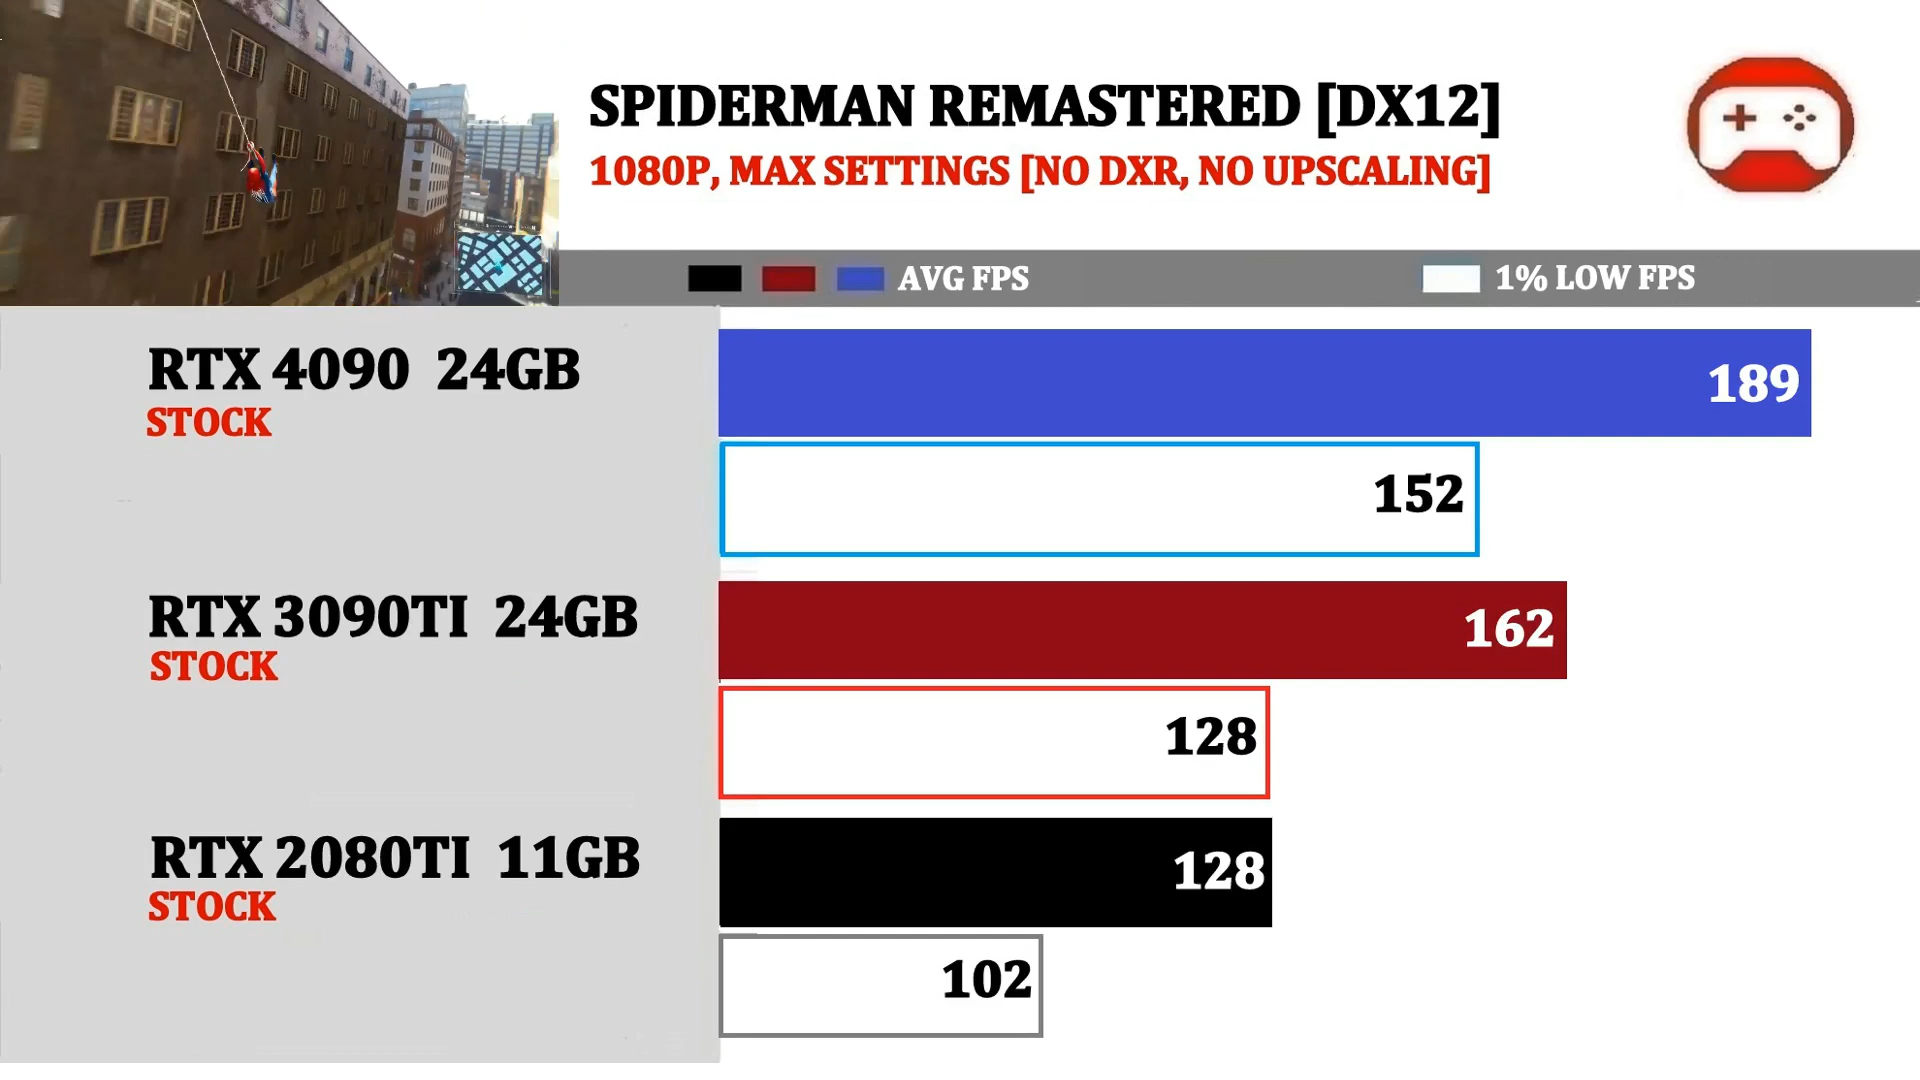 SPIDERMAN REMASTERED [DX12]
1080P, MAX SETTINGS [NO DXR, NO UPSCALING]
AVG FPS
1% LOW FPS
RTX 4090 24GB
STOCK
189
152
RTX 3090TI 24GB
STOCK
162
128
RTX 2080TI 11GB
STOCK
128
102